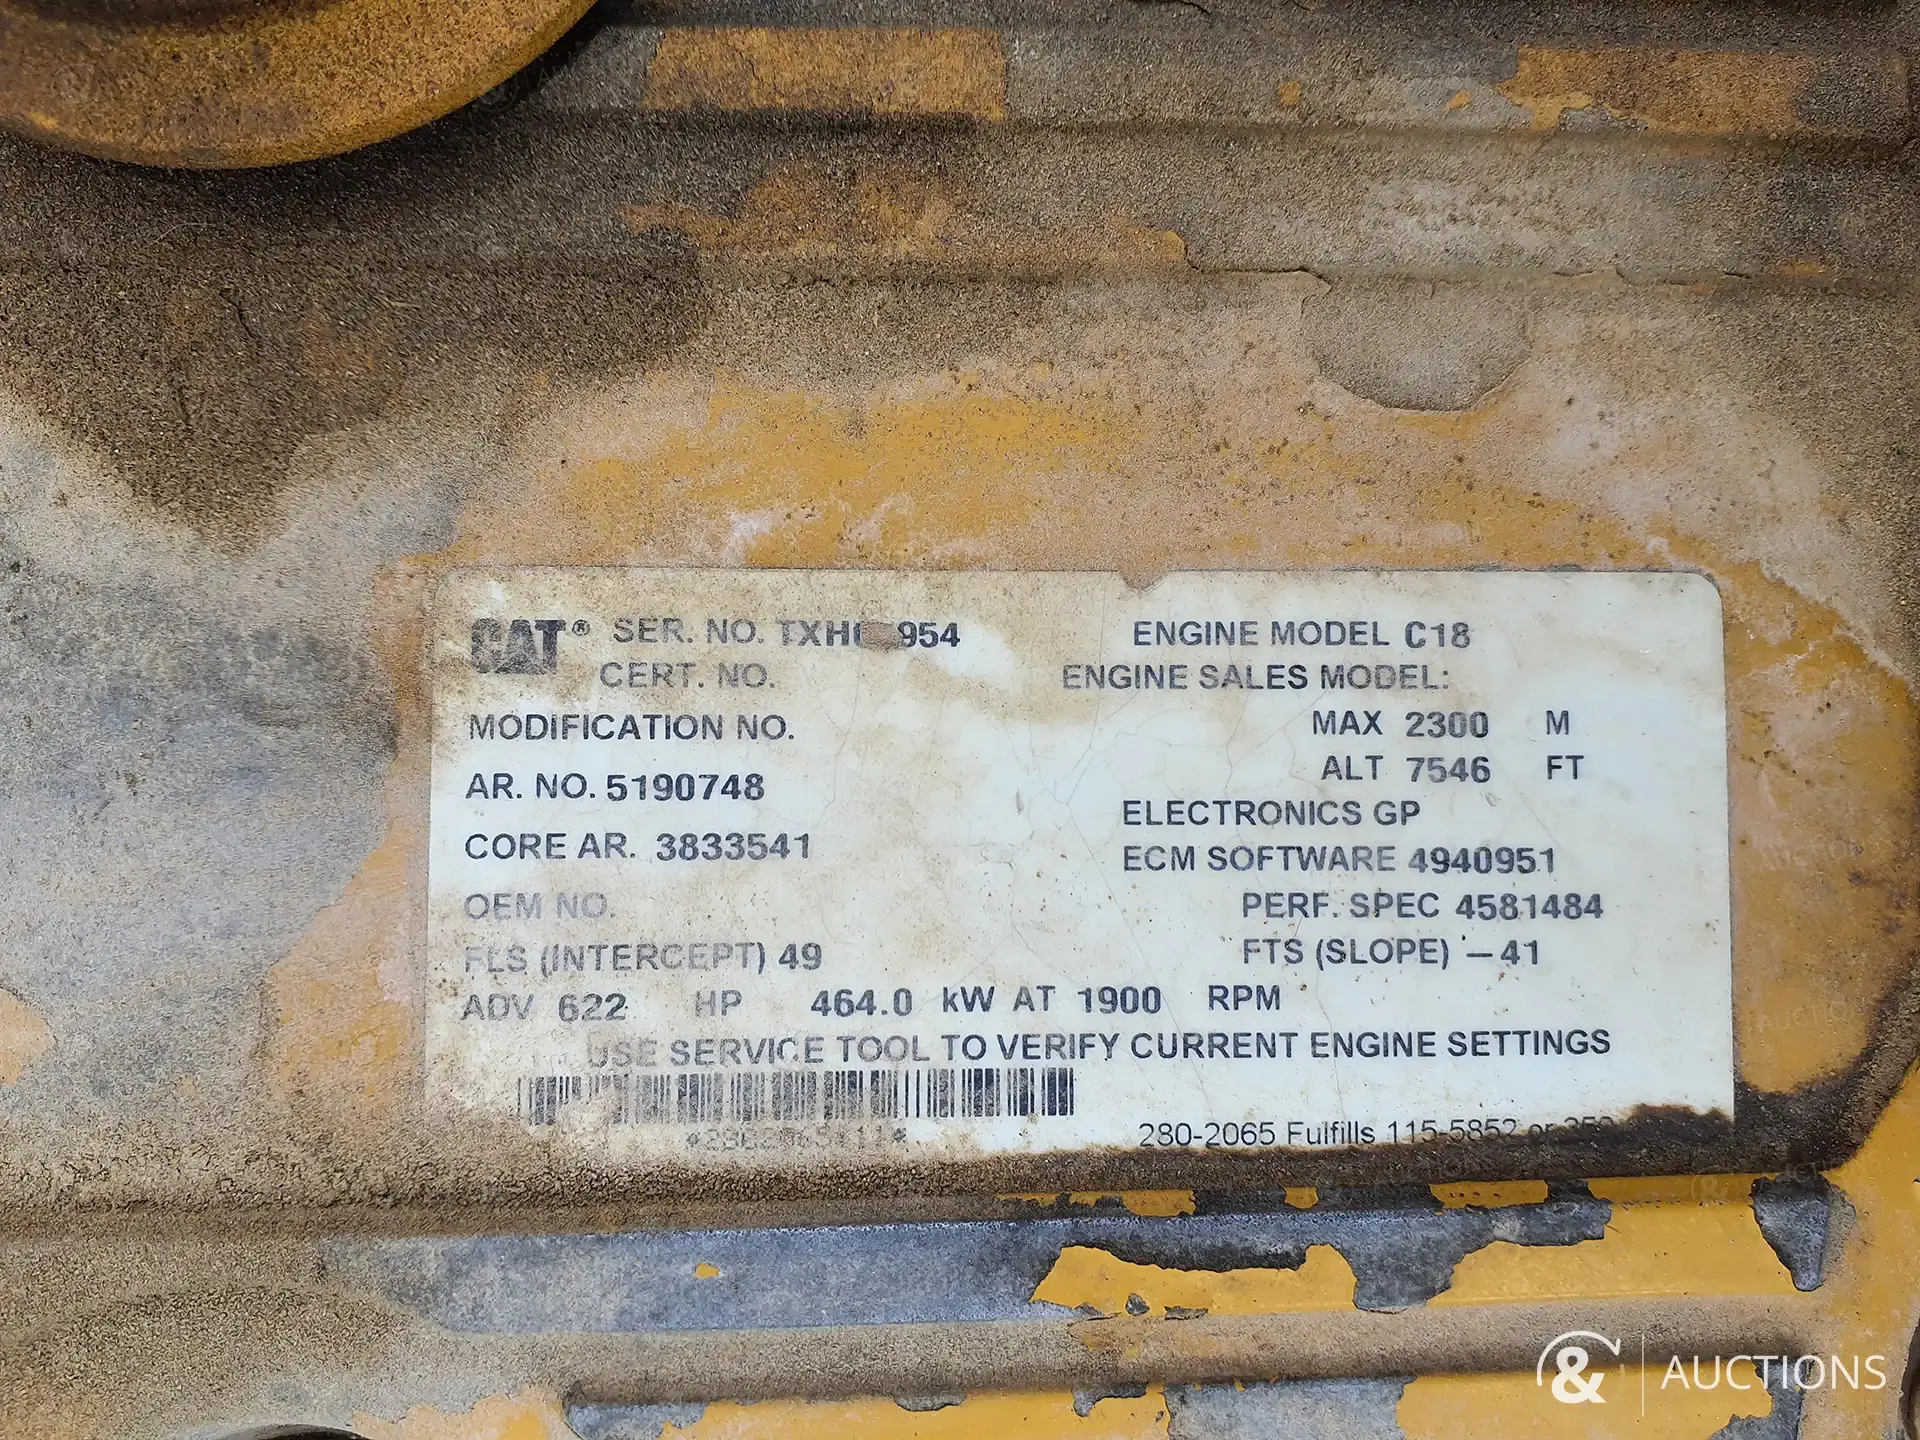 CAT® SER. NO. ENGINE MODEL C18
CERT. NO. ENGINE SALES MODEL:
MODIFICATION NO. MAX 2300 M
ALT 7546 FT
AR. NO. 5190748
ELECTRONICS GP
CORE AR. 3833541
ECM SOFTWARE 4940951
OEM NO. PERF. SPEC 4581484
FLS (INTERCEPT) 49 FTS (SLOPE) -41
ADV 622 HP 464.0 kW AT 1900 RPM
USE SERVICE TOOL TO VERIFY CURRENT ENGINE SETTINGS
280-2065 Fulfills 115-5852 or
& AUCTIONS